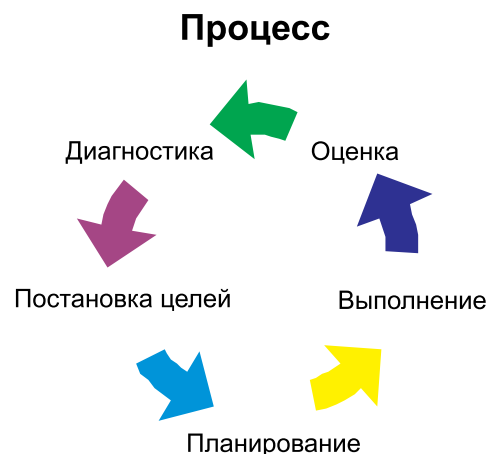 Процесс
Диагностика
Оценка
Постановка целей
Выполнение
Планирование